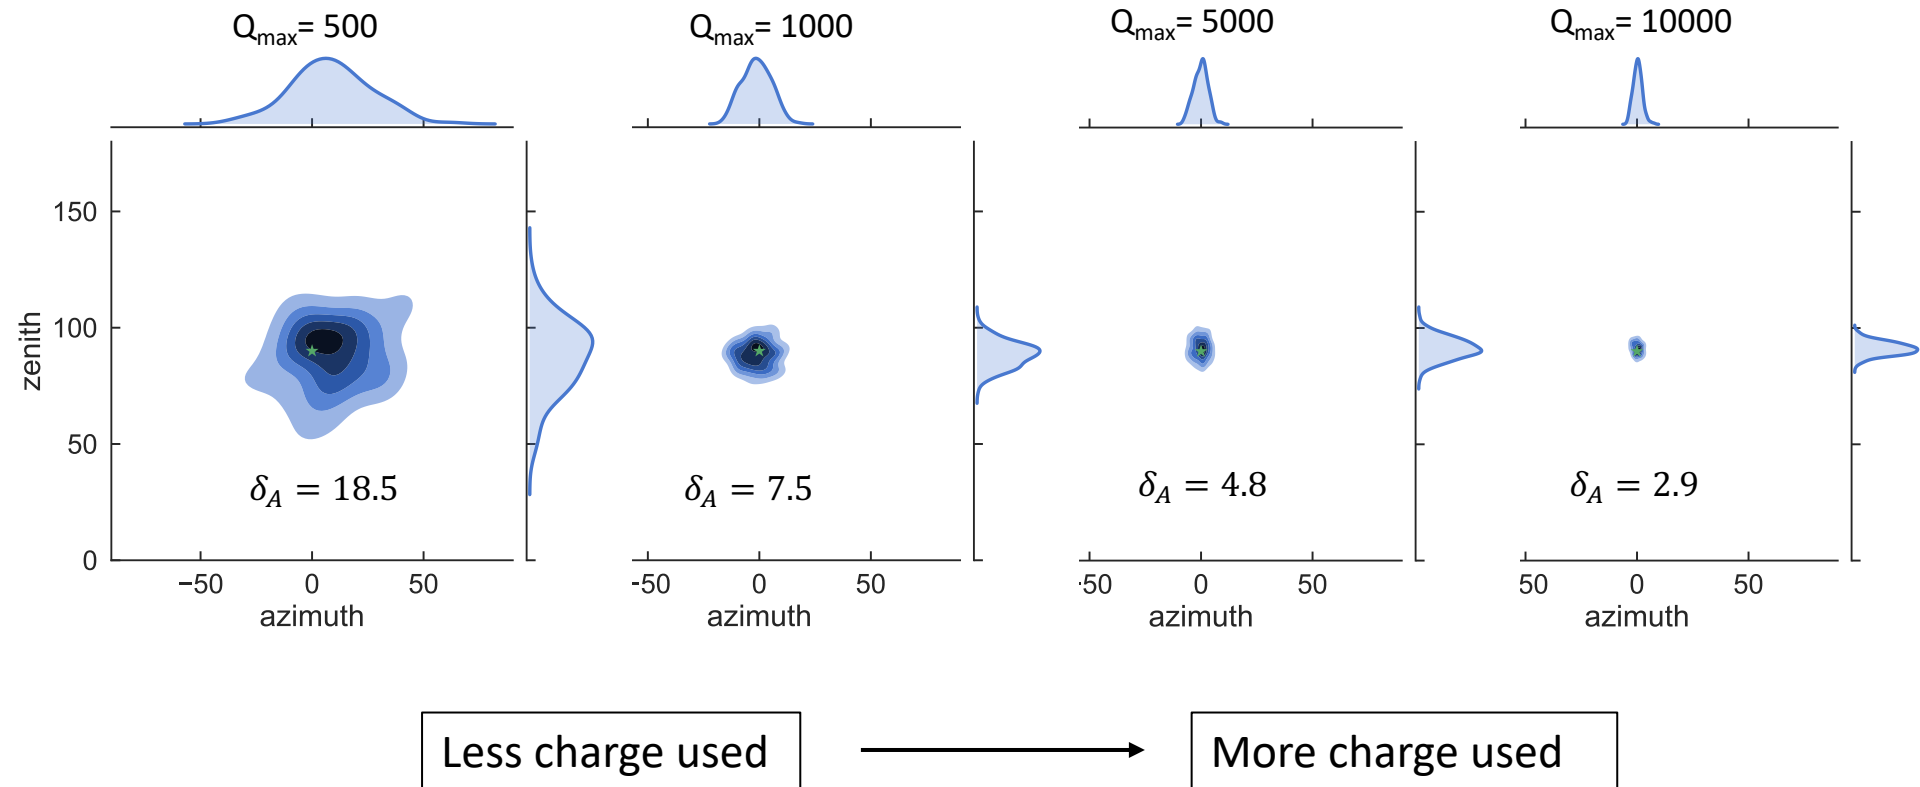 Qmax= 500
Qmax= 1000
Qmax= 5000
Qmax= 10000
zenith
150
100
50
0
δA = 18.5
δA = 7.5
δA = 4.8
δA = 2.9
−50 0 50
-50 0 50
·50 0 50
50 0 50
azimuth
azimuth
azimuth
azimuth
Less charge used
More charge used